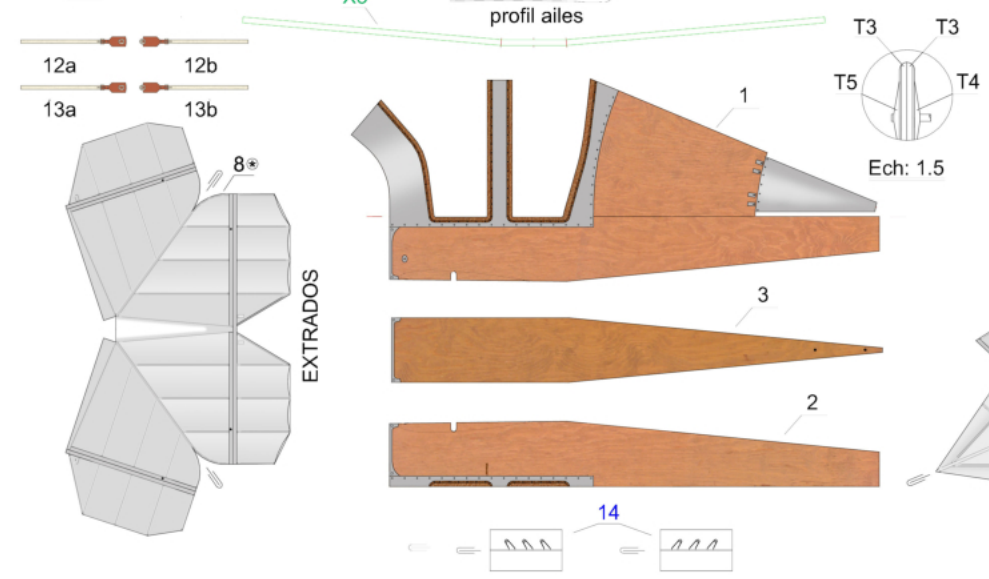 profil ailes
12a
12b
13a
13b
T3
T3
T5
T4
Ech: 1.5
1
8
EXTRADOS
3
2
14